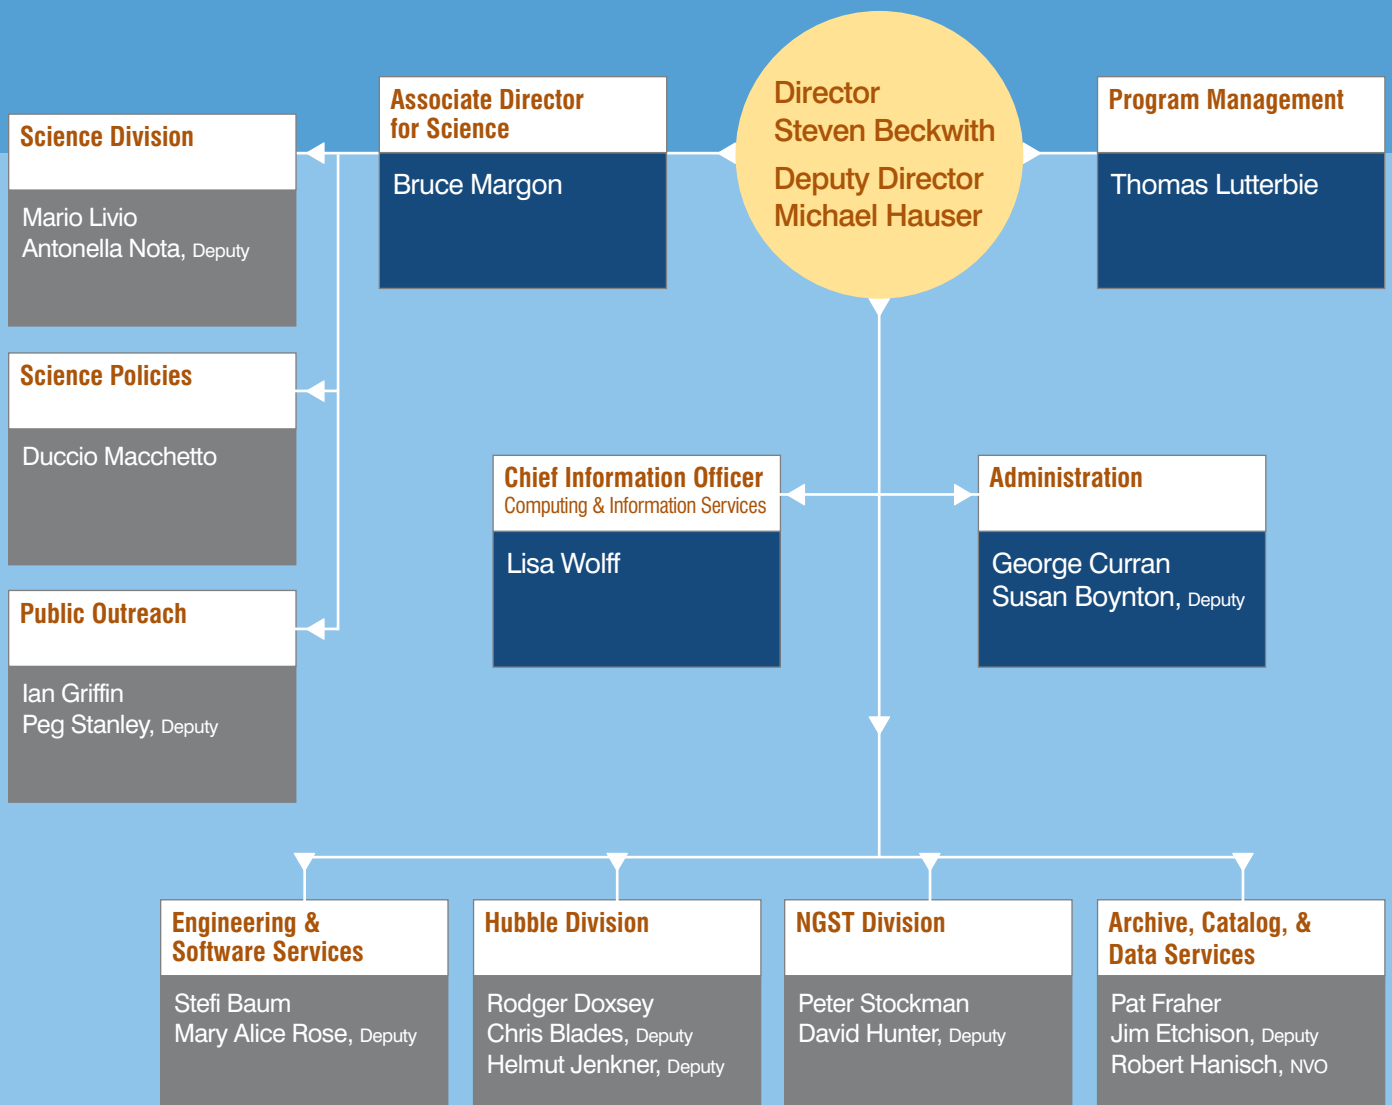 Director
Steven Beckwith
Deputy Director
Michael Hauser
Associate Director
for Science
Bruce Margon
Program Management
Thomas Lutterbie
Science Division
Mario Livio
Antonella Nota, Deputy
Science Policies
Duccio Macchetto
Public Outreach
Ian Griffin
Peg Stanley, Deputy
Chief Information Officer
Computing & Information Services
Lisa Wolff
Administration
George Curran
Susan Boynton, Deputy
Engineering &
Software Services
Stefi Baum
Mary Alice Rose, Deputy
Hubble Division
Rodger Doxsey
Chris Blades, Deputy
Helmut Jenkner, Deputy
NGST Division
Peter Stockman
David Hunter, Deputy
Archive, Catalog, &
Data Services
Pat Fraher
Jim Etchison, Deputy
Robert Hanisch, NVO